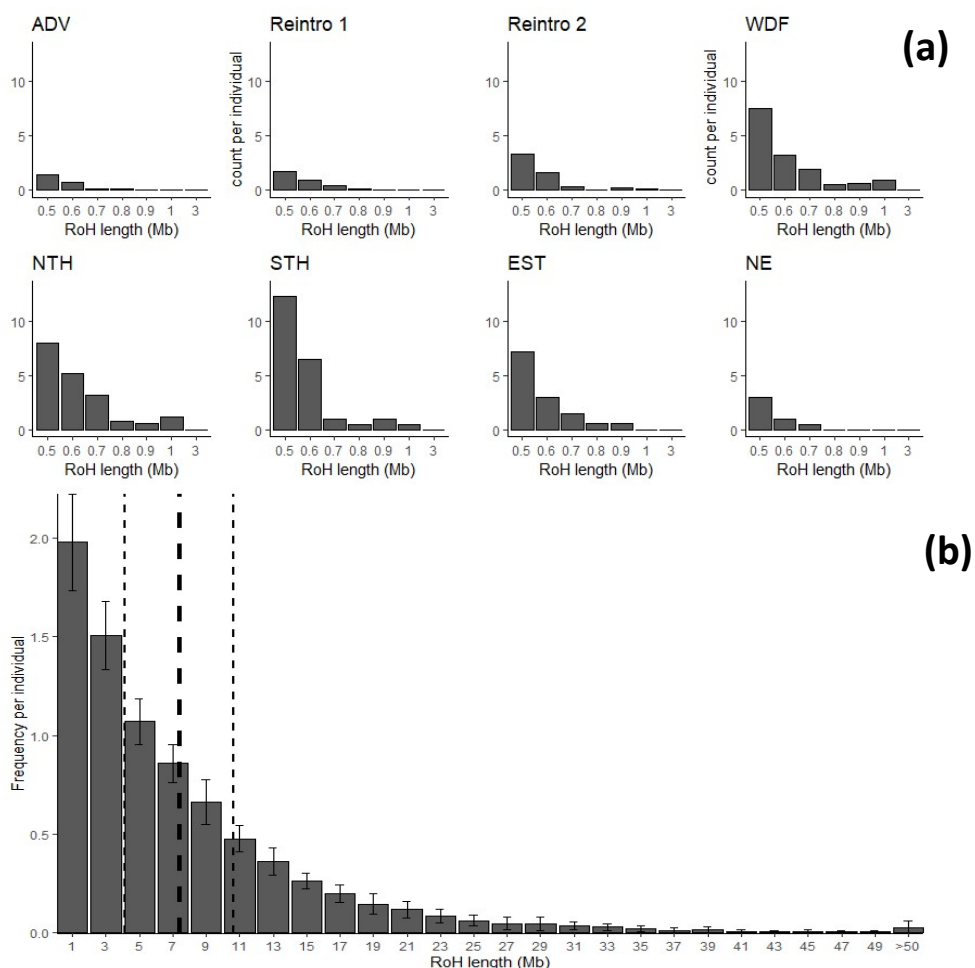 ADV
Reintro 1
Reintro 2
WDF
(a)
count per individual
count per individual
10
5
0
10
5
0
10
5
0
10
5
0
0.5 0.6 0.7 0.8 0.9 1 3
0.5 0.6 0.7 0.8 0.9 1 3
0.5 0.6 0.7 0.8 0.9 1 3
0.5 0.6 0.7 0.8 0.9 1 3
RoH length (Mb)
RoH length (Mb)
RoH length (Mb)
RoH length (Mb)
NTH
STH
EST
NE
10
5
0
10
5
0
10
5
0
10
5
0
0.5 0.6 0.7 0.8 0.9 1 3
0.5 0.6 0.7 0.8 0.9 1 3
0.5 0.6 0.7 0.8 0.9 1 3
0.5 0.6 0.7 0.8 0.9 1 3
RoH length (Mb)
RoH length (Mb)
RoH length (Mb)
RoH length (Mb)
(b)
Frequency per individual
2.0
1.5
1.0
0.5
0.0
1 3 5 7 9 11 13 15 17 19 21 23 25 27 29 31 33 35 37 39 41 43 45 47 49 >50
RoH length (Mb)